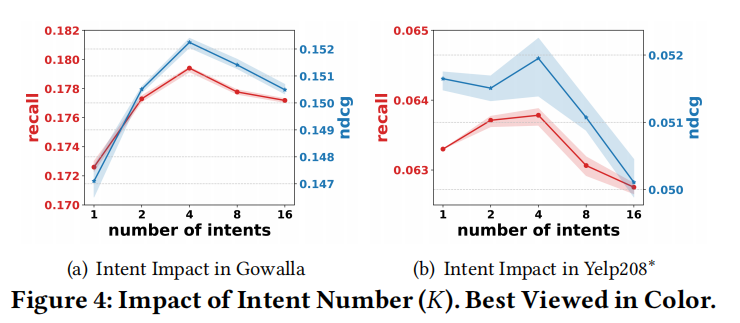 0.182
0.180
0.178
0.176
0.174
0.172
0.170
recall
0.152
0.151
0.150
0.149
0.148
0.147
ndcg
1 2 4 8 16
number of intents
(a) Intent Impact in Gowalla
0.065
0.064
0.063
recall
0.052
0.051
0.050
ndcg
1 2 4 8 16
number of intents
(b) Intent Impact in Yelp208*
Figure 4: Impact of Intent Number (K). Best Viewed in Color.